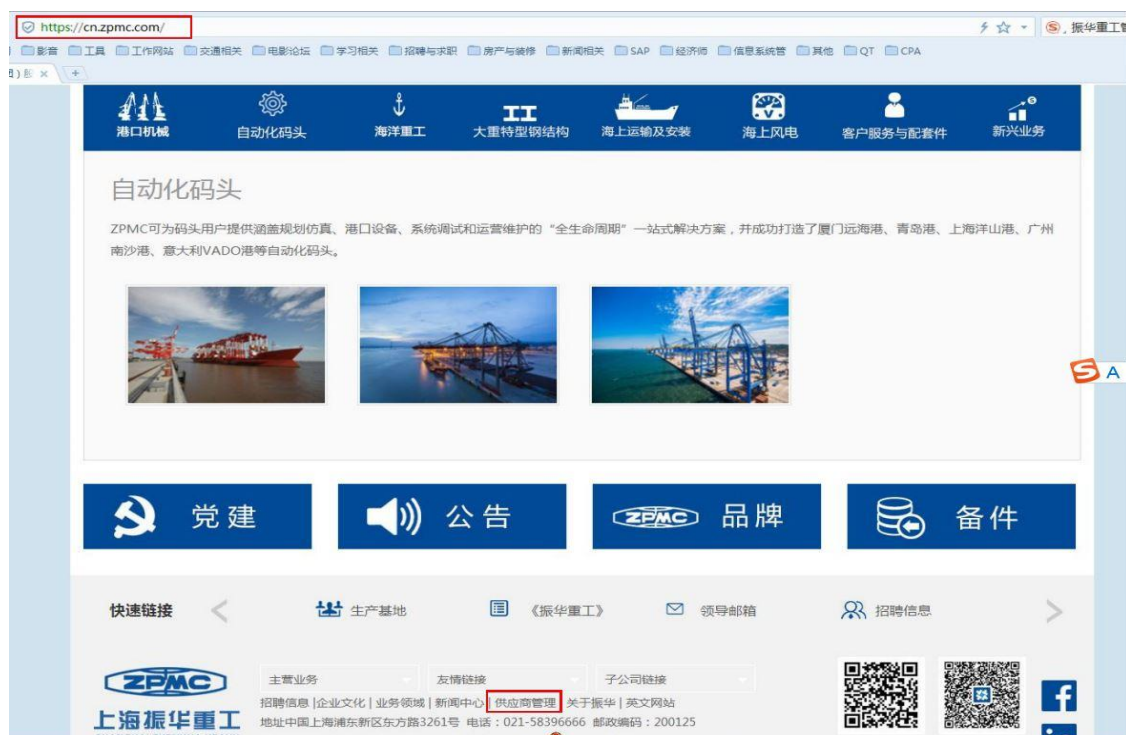 https://cn.zpmc.com/
振华重工
影音 工具 工作网站 交通相关 电影论坛 学习相关 招聘与求职 房产与装修 新闻相关 SAP 经济师 信息系统管 其他 QT CPA
港口机械 自动化码头 海洋重工 大重特型钢结构 海上运输及安装 海上风电 客户服务与配套件 新兴业务
自动化码头
ZPMC可为码头用户提供涵盖规划仿真、港口设备、系统调试和运营维护的“全生命周期”一站式解决方案，并成功打造了厦门远海港、青岛港、上海洋山港、广州
南沙港、意大利VADO港等自动化码头。
A
党建 公告 ZPMC 品牌 备件
快速链接 生产基地 《振华重工》 领导邮箱 招聘信息
ZPMC
主营业务 友情链接 子公司链接
招聘信息 |企业文化 | 业务领域 | 新闻中心 | 供应商管理 关于振华 | 英文网站
上海振华重工
地址中国上海浦东新区东方路3261号 电话：021-58396666 邮政编码：200125